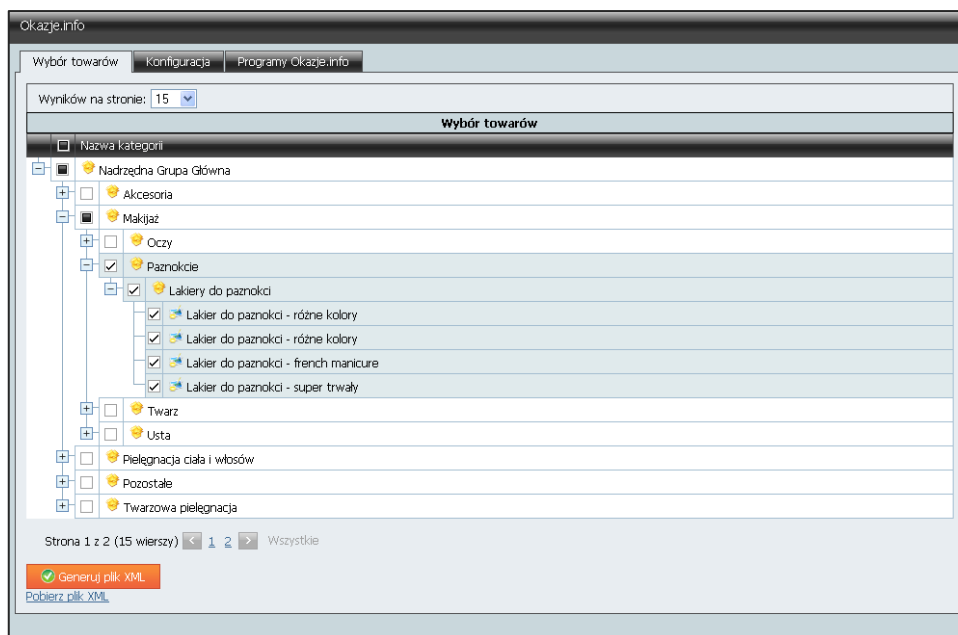 Okazje.info
Wybór towarów Konfiguracja Programy Okazje.info
Wyników na stronie: 15
Wybór towarów
Nazwa kategorii
Nadrzędna Grupa Główna
Akcesoria
Makijaż
Oczy
Paznokcie
Lakiery do paznokci
Lakier do paznokci - różne kolory
Lakier do paznokci - różne kolory
Lakier do paznokci - french manicure
Lakier do paznokci - super trwały
Twarz
Usta
Pielęgnacja ciała i włosów
Pozostałe
Twarzowa pielęgnacja
Strona 1 z 2 (15 wierszy) < 1 2 > Wszystkie
Generuj plik XML
Pobierz plik XML